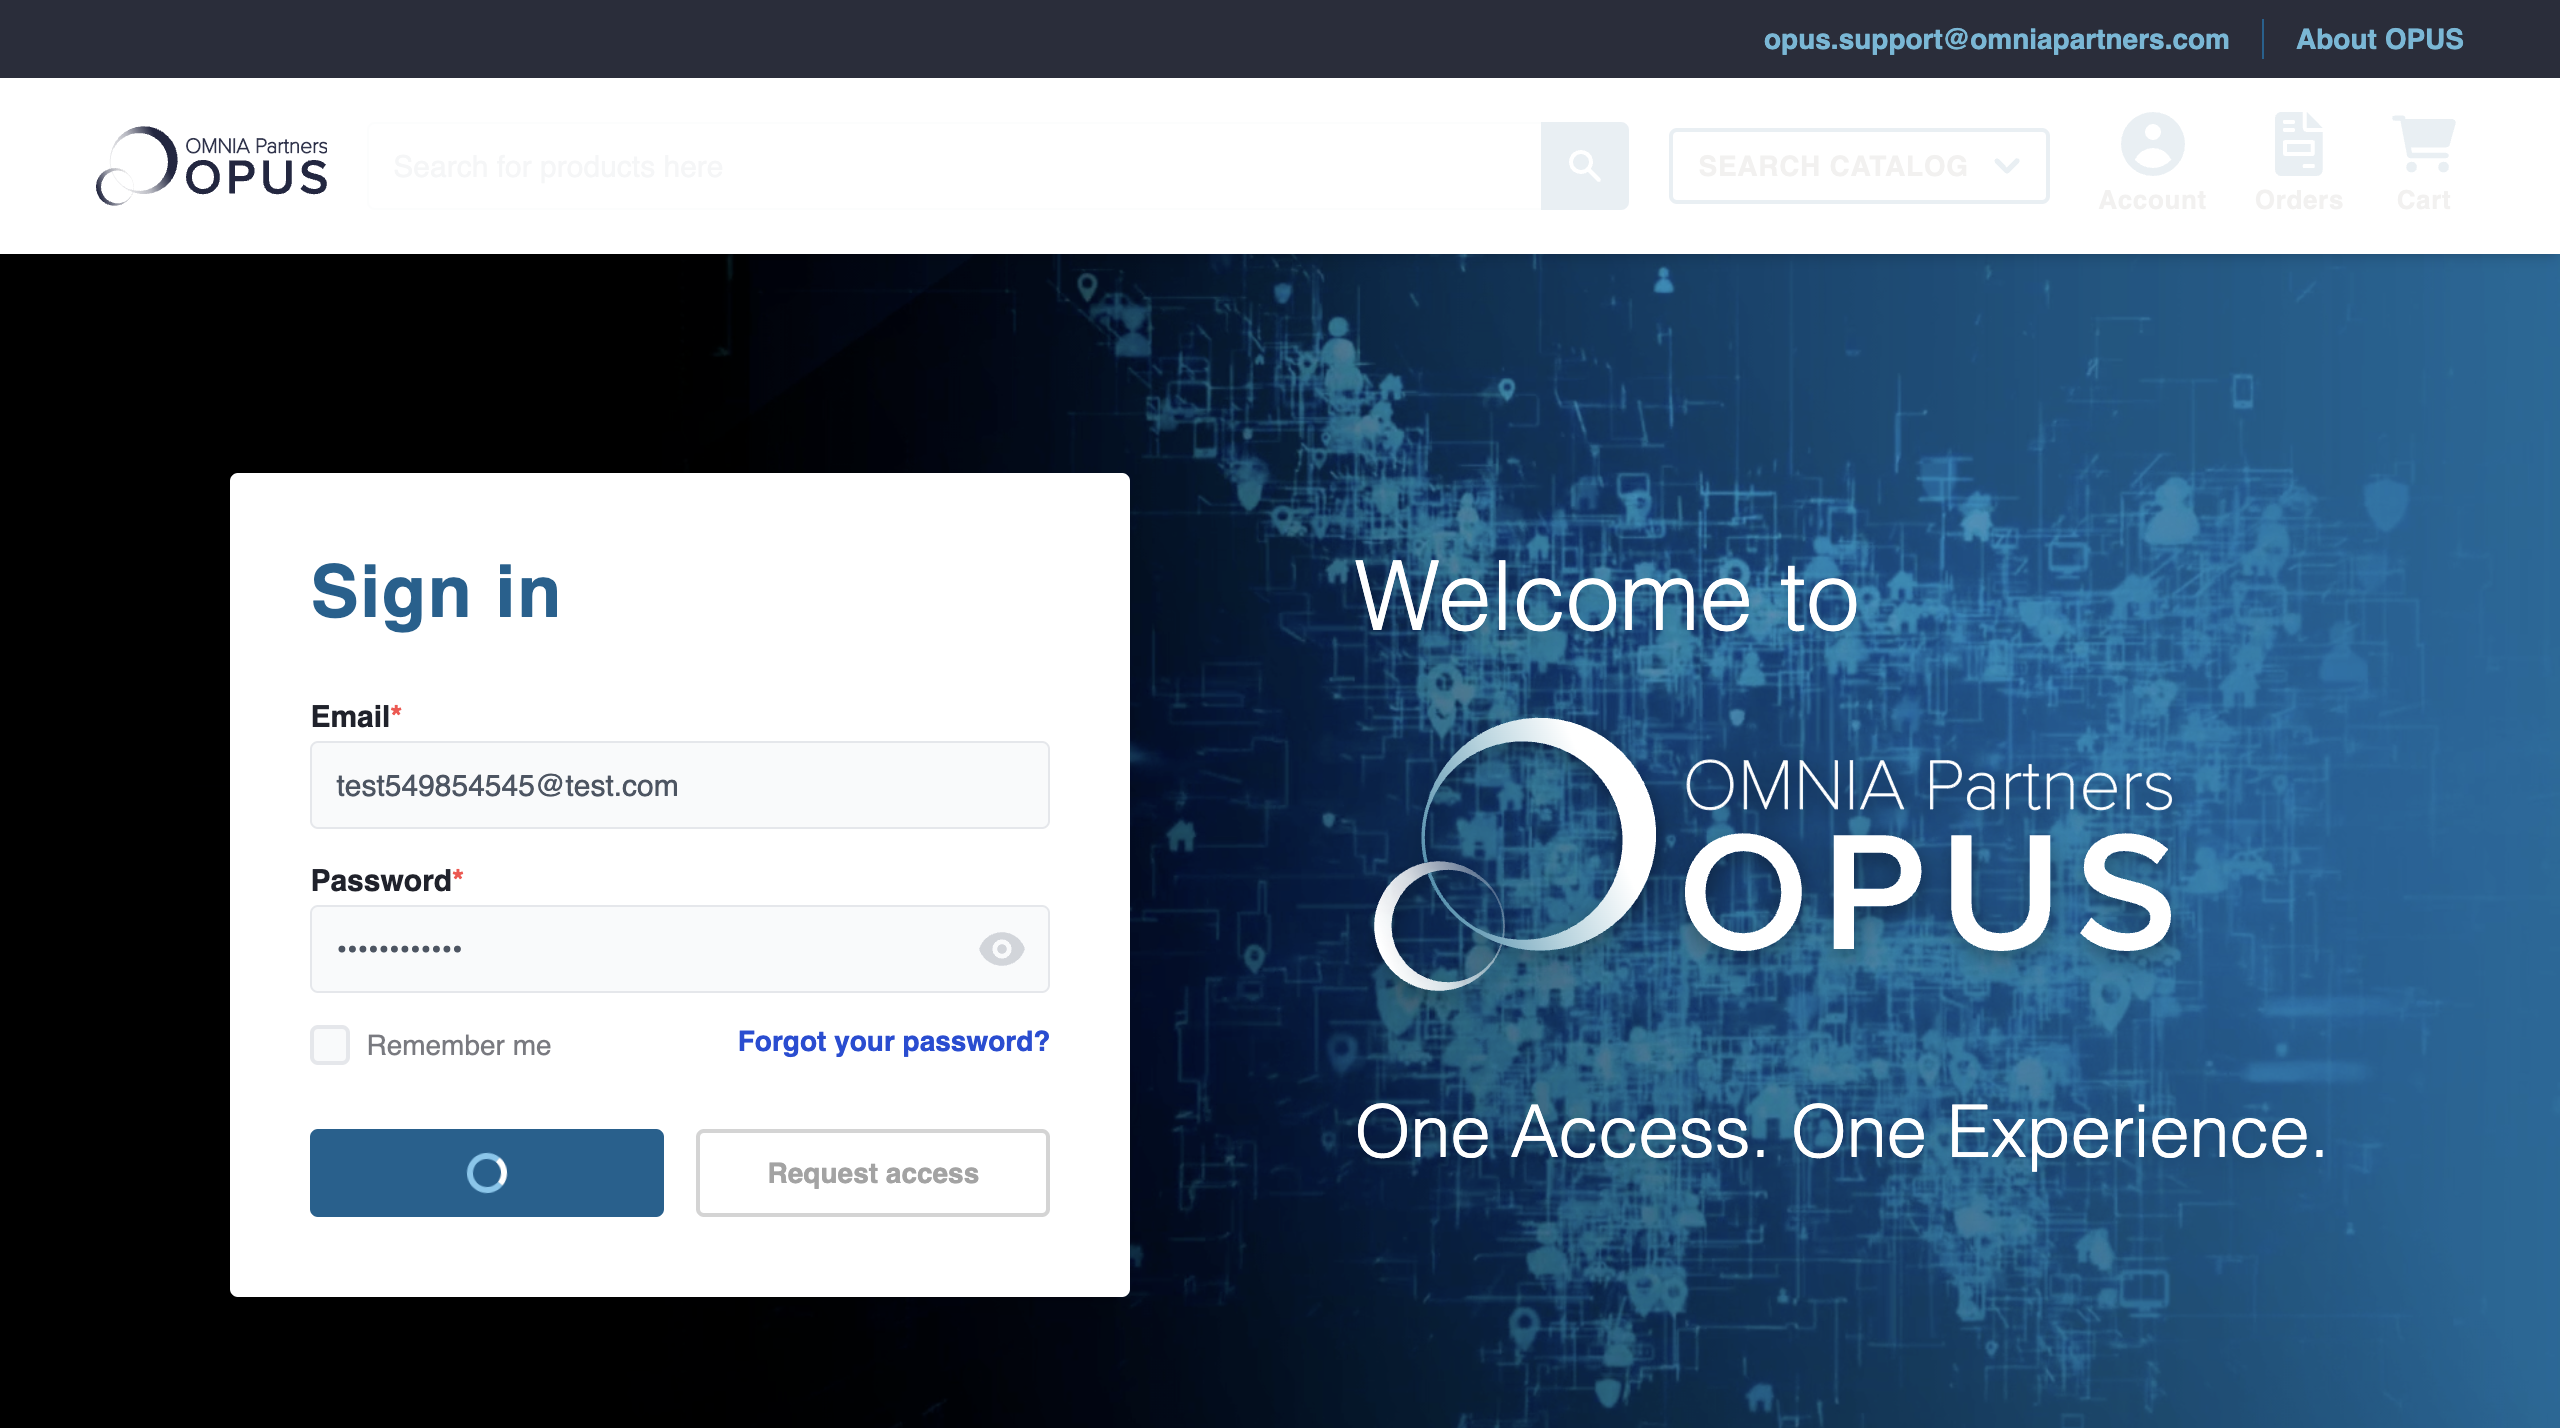 opus.support@omniapartners.com
About OPUS
OMNIA Partners
OPUS
Search for products here
SEARCH CATALOG
Account
Orders
Cart
Sign in
Email*
test549854545@test.com
Password*
••••••••••••
Remember me
Forgot your password?
Request access
Welcome to
OMNIA Partners
OPUS
One Access. One Experience.